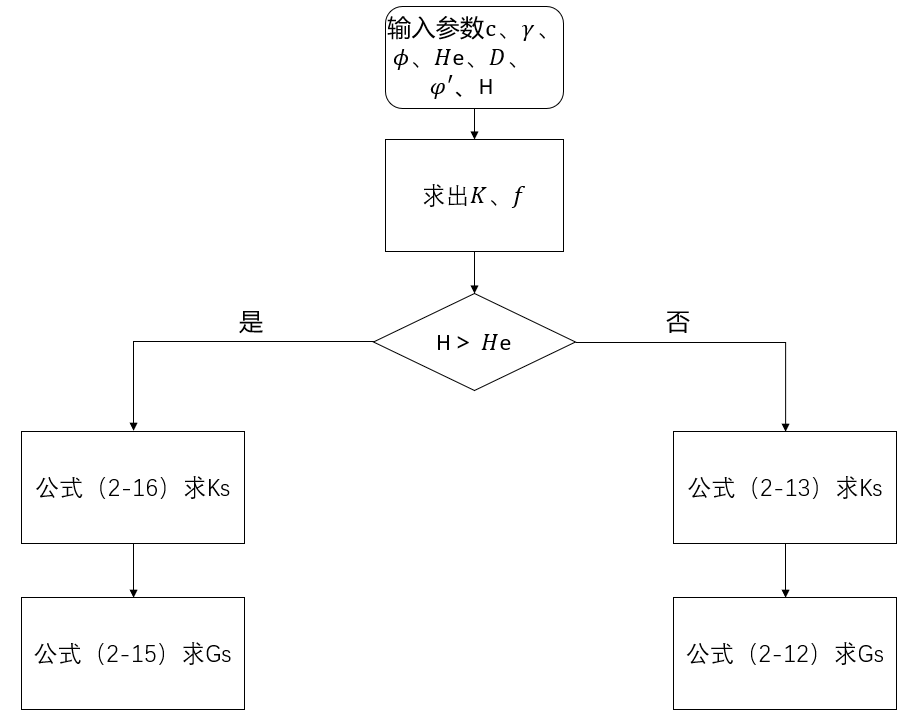 输入参数c、γ、
ϕ、He、D、
φ′、H
求出K、f
是
否
H > He
公式（2-16）求Ks
公式（2-13）求Ks
公式（2-15）求Gs
公式（2-12）求Gs